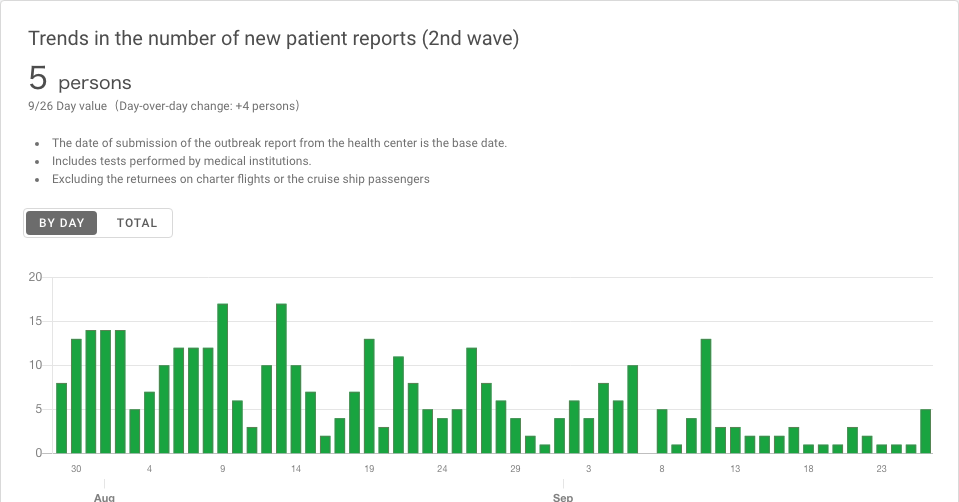 Trends in the number of new patient reports (2nd wave)
5 persons
9/26 Day value (Day-over-day change: +4 persons)
The date of submission of the outbreak report from the health center is the base date.
Includes tests performed by medical institutions.
Excluding the returnees on charter flights or the cruise ship passengers
BY DAY TOTAL
20
15
10
5
0
30 4 9 14 19 24 29 3 8 13 18 23
Aug Sep